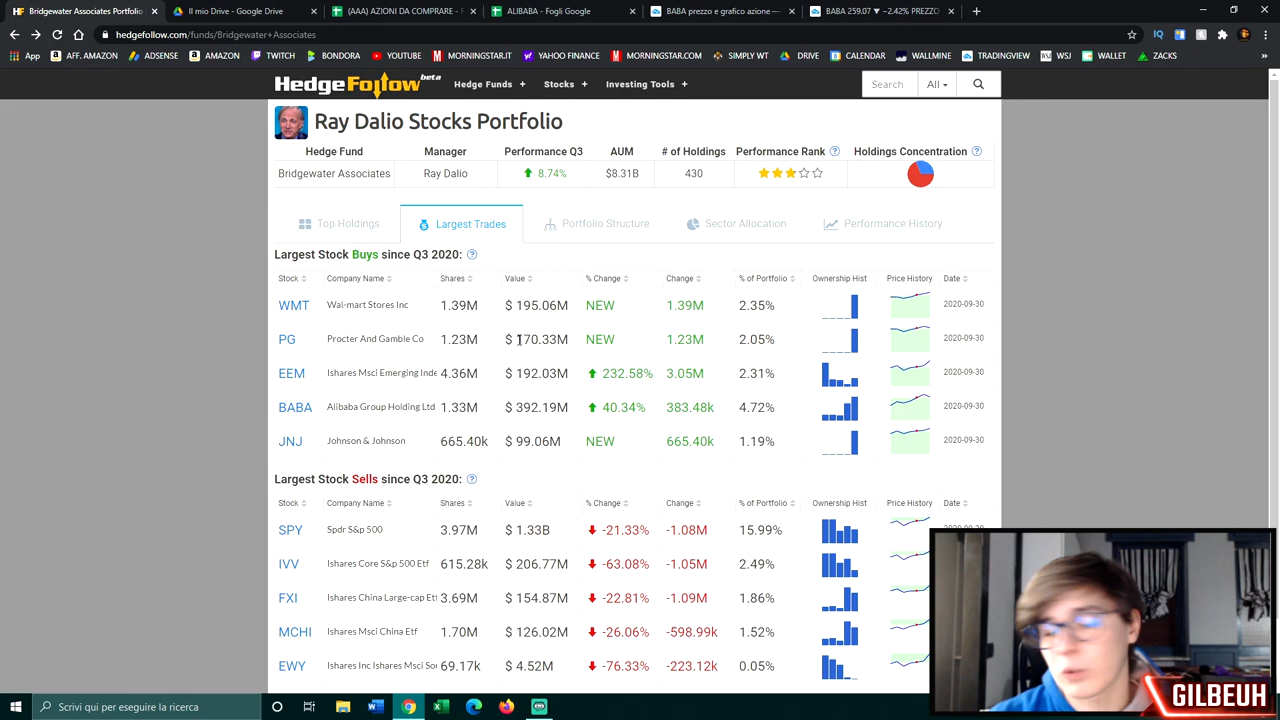 HF Bridgewater Associates
Il mio Drive - Google Drive
(AAA) AZIONI DA COMPRARE - F
ALIBABA - Fogli Google
BABA prezzo e grafico azione —
BABA 259.07 ▼ −2.42% PREZZO
hedgefollow.com/funds/Bridgewater+Associates
App AFF. AMAZON ADSENSE AMAZON TWITCH BONDORA YOUTUBE MORNINGSTAR.IT YAHOO FINANCE MORNINGSTAR.COM SIMPLY WT DRIVE CALENDAR WALLMINE TRADINGVIEW WSJ WALLET ZACKS »
HedgeFollow beta Hedge Funds + Stocks + Investing Tools + Search All
Ray Dalio Stocks Portfolio
Hedge Fund Manager Performance Q3 AUM # of Holdings Performance Rank Holdings Concentration
Bridgewater Associates Ray Dalio 8.74% $8.31B 430
Top Holdings Largest Trades Portfolio Structure Sector Allocation Performance History
Largest Stock Buys since Q3 2020:
Stock Company Name Shares Value % Change Change % of Portfolio Ownership Hist Price History Date
WMT Wal-mart Stores Inc 1.39M $ 195.06M NEW 1.39M 2.35% 2020-09-30
PG Procter And Gamble Co 1.23M $ 170.33M NEW 1.23M 2.05% 2020-09-30
EEM Ishares Msci Emerging Inde 4.36M $ 192.03M 232.58% 3.05M 2.31% 2020-09-30
BABA Alibaba Group Holding Ltd 1.33M $ 392.19M 40.34% 383.48k 4.72% 2020-09-30
JNJ Johnson & Johnson 665.40k $ 99.06M NEW 665.40k 1.19% 2020-09-30
Largest Stock Sells since Q3 2020:
Stock Company Name Shares Value % Change Change % of Portfolio Ownership Hist Price History Date
SPY Spdr S&p 500 3.97M $ 1.33B -21.33% -1.08M 15.99%
IVV Ishares Core S&p 500 Etf 615.28k $ 206.77M -63.08% -1.05M 2.49%
FXI Ishares China Large-cap Et 3.69M $ 154.87M -22.81% -1.09M 1.86%
MCHI Ishares Msci China Etf 1.70M $ 126.02M -26.06% -598.99k 1.52%
EWY Ishares Inc Ishares Msci So 69.17k $ 4.52M -76.33% -223.12k 0.05%
GILBEUH
Scrivi qui per eseguire la ricerca